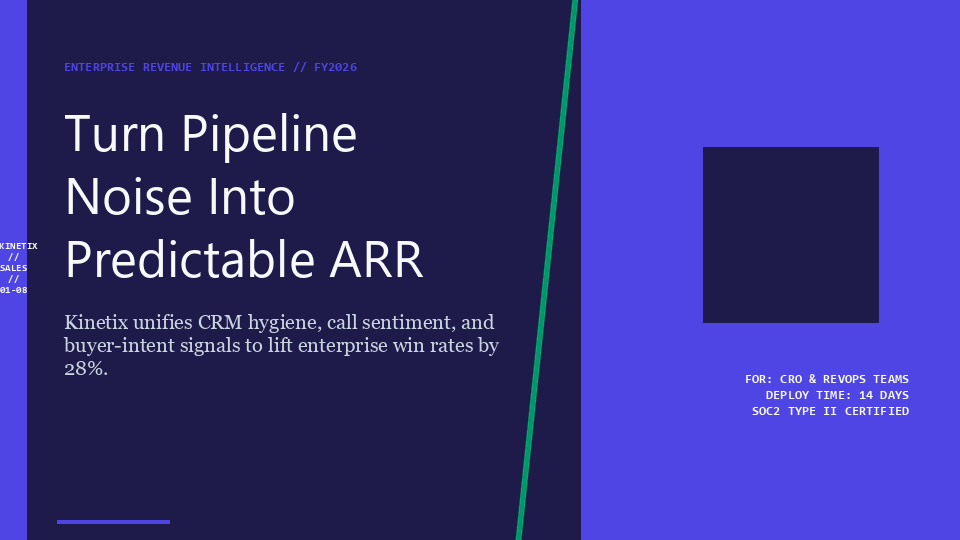 ENTERPRISE REVENUE INTELLIGENCE // FY2026
Turn Pipeline
Noise Into
Predictable ARR
KINETIX
//
SALES
//
01-08
Kinetix unifies CRM hygiene, call sentiment, and
buyer-intent signals to lift enterprise win rates by
28%.
FOR: CRO & REVOPS TEAMS
DEPLOY TIME: 14 DAYS
SOC2 TYPE II CERTIFIED